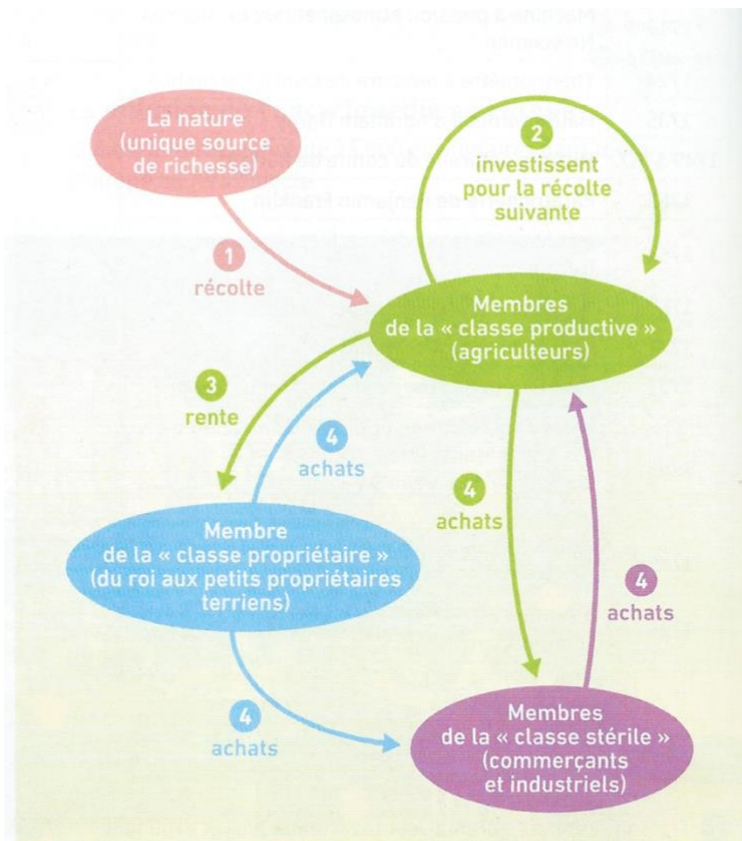 La nature
(unique source
de richesse)
2
investissent
pour la récolte
suivante
1
récolte
Membres
de la « classe productive »
(agriculteurs)
3
rente
4
achats
4
achats
Membre
de la « classe propriétaire »
(du roi aux petits propriétaires
terriens)
4
achats
4
achats
Membres
de la « classe stérile »
(commerçants
et industriels)